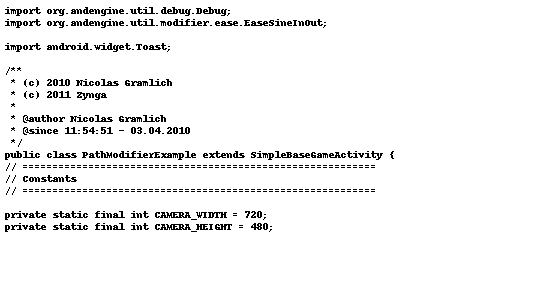 import org.andengine.util.debug.Debug;
import org.andengine.util.modifier.ease.EaseSineInOut;
import android.widget.Toast;
/**
* (c) 2010 Nicolas Gramlich
* (c) 2011 Zynga
*
* @author Nicolas Gramlich
* @since 11:54:51 - 03.04.2010
*/
public class PathModifierExample extends SimpleBaseGameActivity {
// ===========================================================
// Constants
// ===========================================================
private static final int CAMERA_WIDTH = 720;
private static final int CAMERA_HEIGHT = 480;